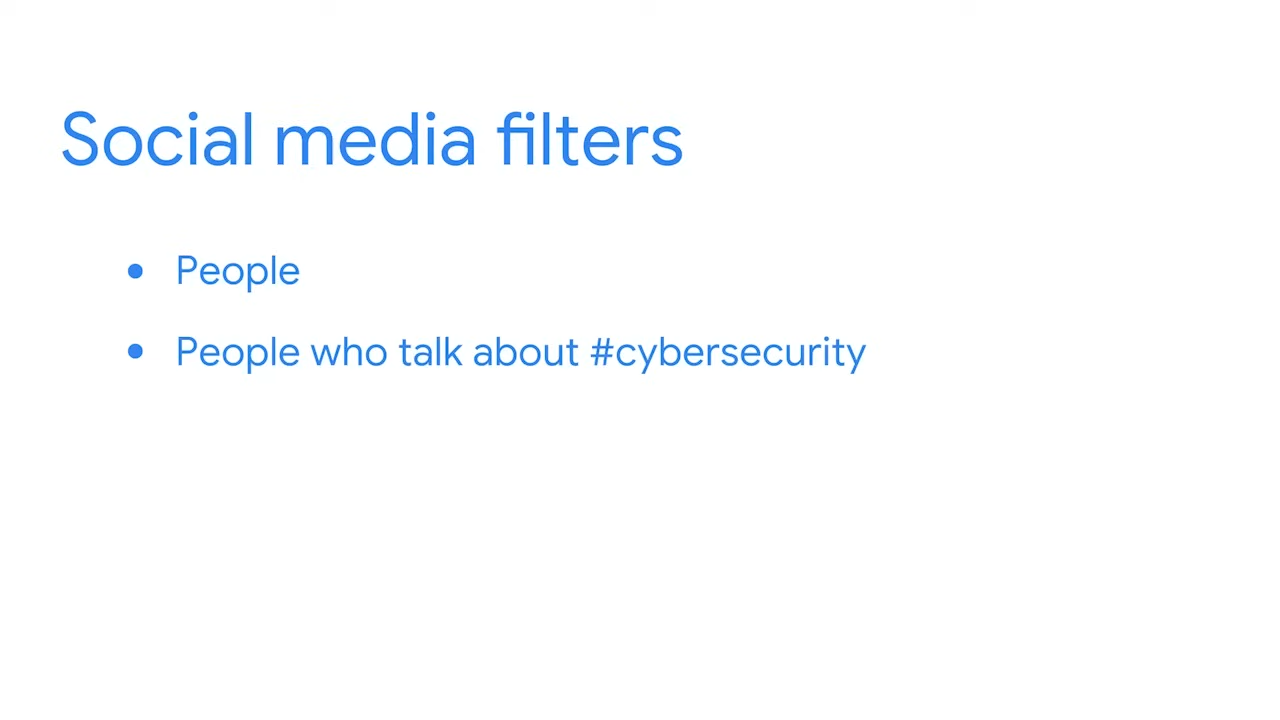 Social media filters
• People
• People who talk about #cybersecurity